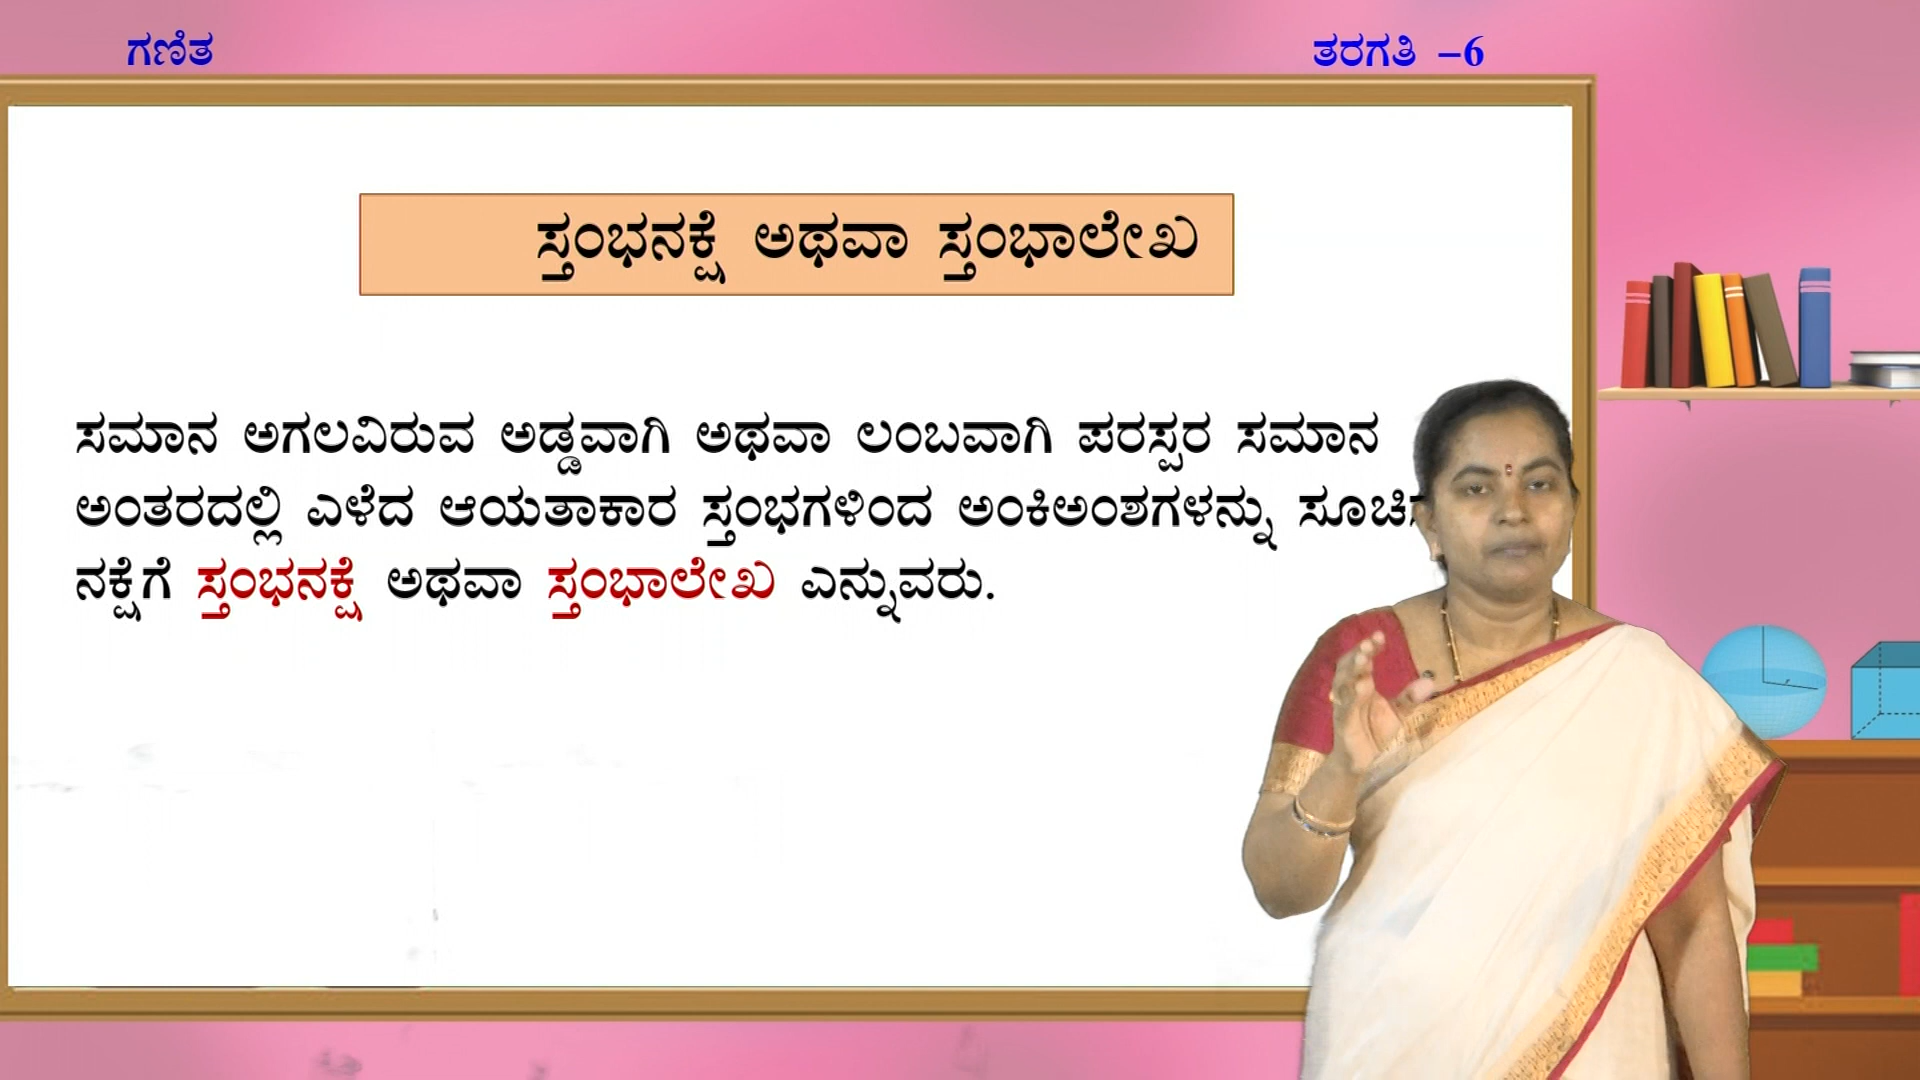 ಗಣಿತ
ತರಗತಿ –6
ಸ್ತಂಭನಕ್ಷೆ ಅಥವಾ ಸ್ತಂಭಾಲೇಖ
ಸಮಾನ ಅಗಲವಿರುವ ಅಡ್ಡವಾಗಿ ಅಥವಾ ಲಂಬವಾಗಿ ಪರಸ್ಪರ ಸಮಾನ
ಅಂತರದಲ್ಲಿ ಎಳೆದ ಆಯತಾಕಾರ ಸ್ತಂಭಗಳಿಂದ ಅಂಕಿಅಂಶಗಳನ್ನು
ನಕ್ಷೆಗೆ ಸ್ತಂಭನಕ್ಷೆ ಅಥವಾ ಸ್ತಂಭಾಲೇಖ ಎನ್ನುವರು.